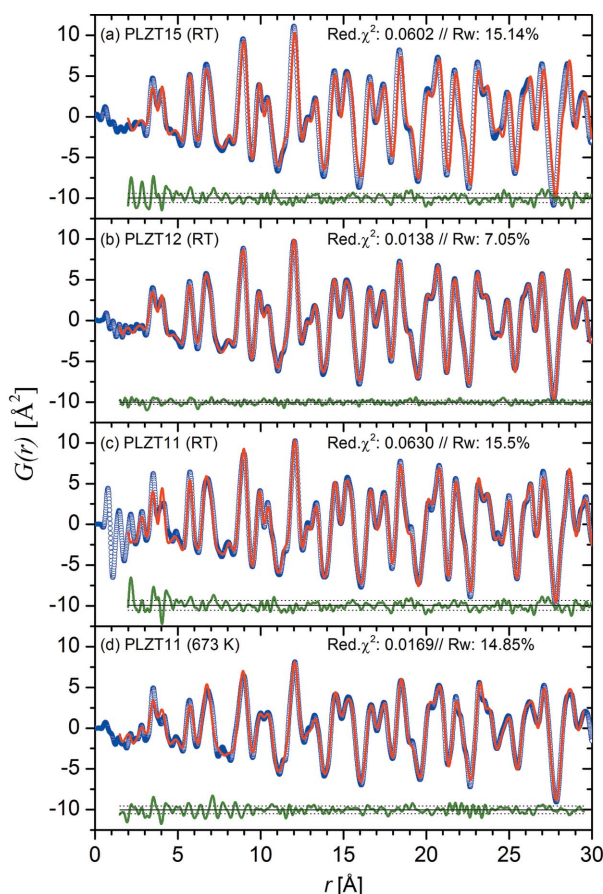 (a) PLZT15 (RT) Red.χ²: 0.0602 // Rw: 15.14%
10
5
0
-5
-10
(b) PLZT12 (RT) Red.χ²: 0.0138 // Rw: 7.05%
10
5
0
-5
-10
G(r) [Å²]
(c) PLZT11 (RT) Red.χ²: 0.0630 // Rw: 15.5%
10
5
0
-5
-10
(d) PLZT11 (673 K) Red.χ²: 0.0169// Rw: 14.85%
10
5
0
-5
-10
0 5 10 15 20 25 30
r [Å]